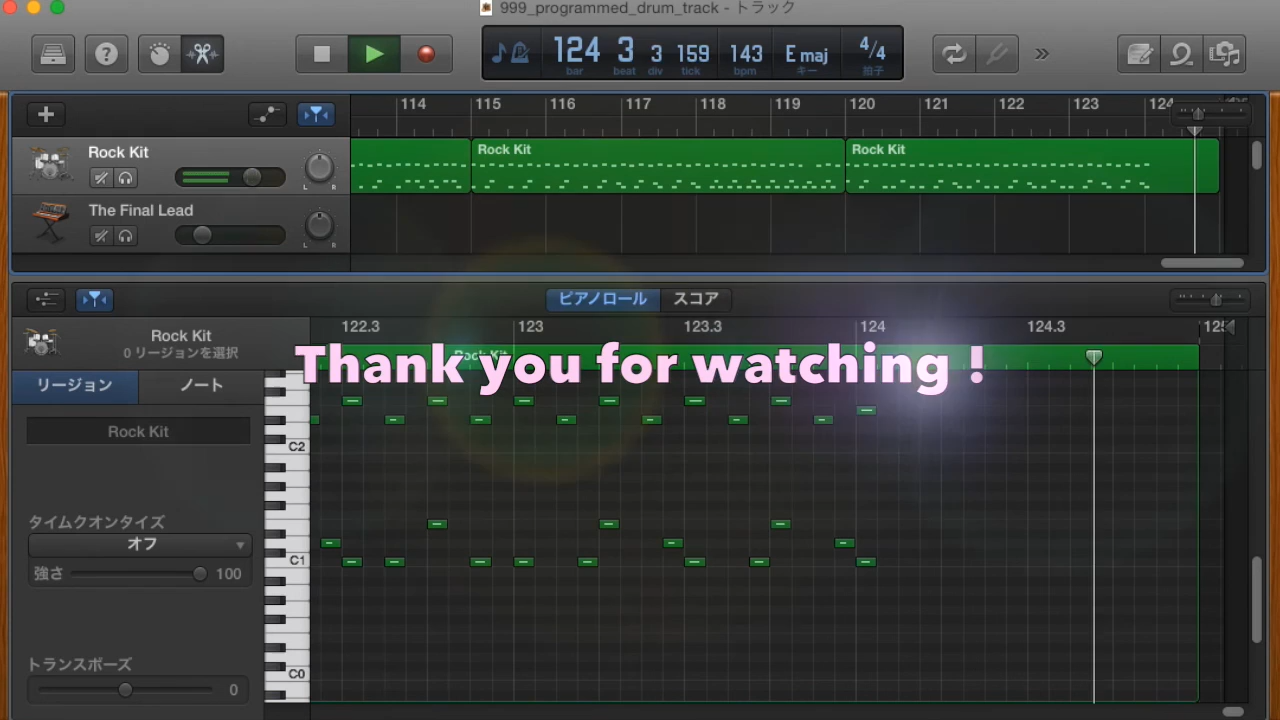 999_programmed_drum_track - トラック
124 3 3 159 143 E maj 4/4
bar beat div tick bpm キー 拍子
114 115 116 117 118 119 120 121 122 123 124
Rock Kit
Rock Kit Rock Kit
L R
The Final Lead
L R
ピアノロール スコア
Rock Kit
0 リージョンを選択
122.3 123 123.3 124 124.3 125
Rock Kit
Thank you for watching !
リージョン ノート
Rock Kit
C2
タイムクオンタイズ
オフ
C1
強さ 100
トランスポーズ
C0
0